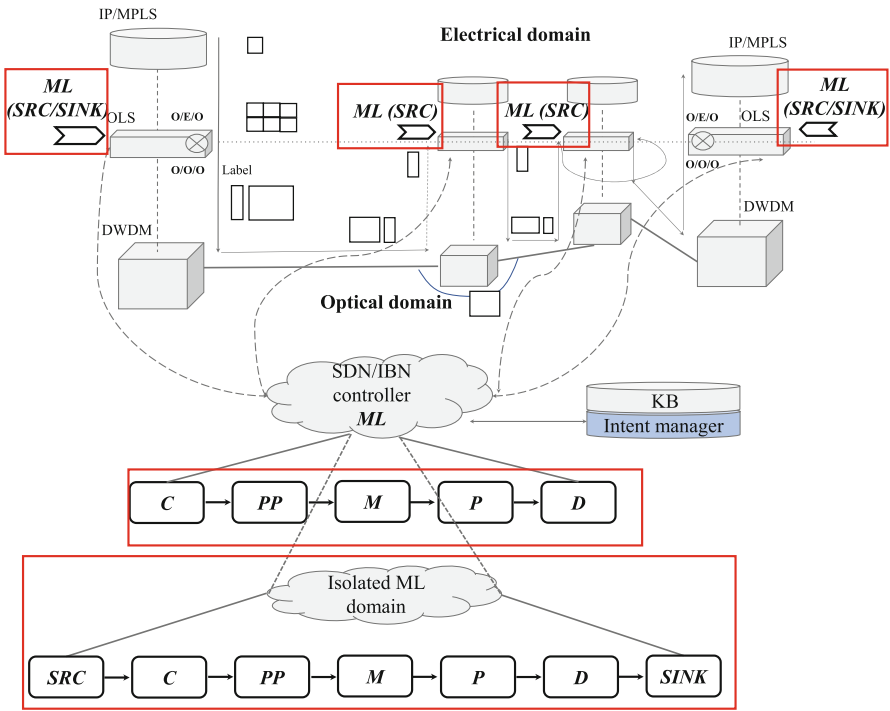 IP/MPLS
Electrical domain
IP/MPLS
ML
(SRC/SINK)
OLS
O/E/O
O/O/O
ML (SRC)
ML (SRC)
ML
(SRC/SINK)
OLS
O/E/O
O/O/O
Label
DWDM
DWDM
Optical domain
SDN/IBN
controller
ML
KB
Intent manager
C
PP
M
P
D
Isolated ML
domain
SRC
C
PP
M
P
D
SINK